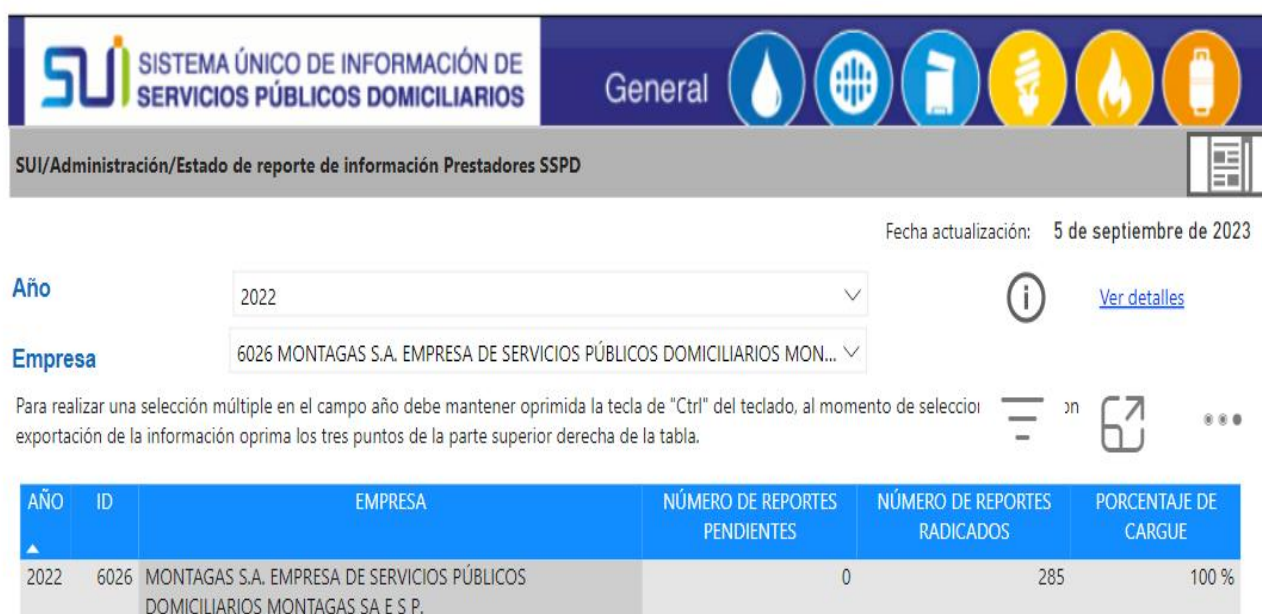 SUI SISTEMA ÚNICO DE INFORMACIÓN DE
SERVICIOS PÚBLICOS DOMICILIARIOS
General
SUI/Administración/Estado de reporte de información Prestadores SSPD
Fecha actualización: 5 de septiembre de 2023
Año 2022 Ver detalles
Empresa 6026 MONTAGAS S.A. EMPRESA DE SERVICIOS PÚBLICOS DOMICILIARIOS MON...
Para realizar una selección múltiple en el campo año debe mantener oprimida la tecla de "Ctrl" del teclado, al momento de
exportación de la información oprima los tres puntos de la parte superior derecha de la tabla.
AÑO ID EMPRESA NÚMERO DE REPORTES PENDIENTES NÚMERO DE REPORTES RADICADOS PORCENTAJE DE CARGUE
2022 6026 MONTAGAS S.A. EMPRESA DE SERVICIOS PÚBLICOS 0 285 100 %
DOMICILIARIOS MONTAGAS SA E S P.